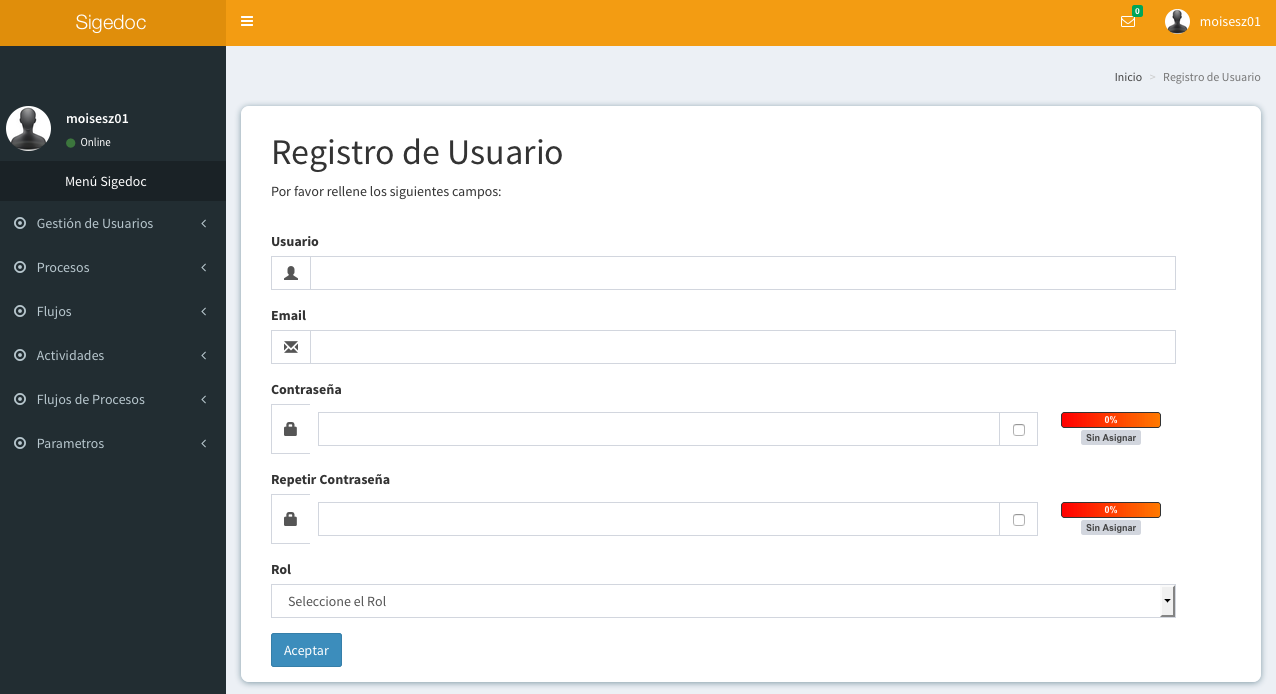 Sigedoc
0
moisesz01
Inicio > Registro de Usuario
moisesz01
Online
Menú Sigedoc
Gestión de Usuarios
Procesos
Flujos
Actividades
Flujos de Procesos
Parametros
Registro de Usuario
Por favor rellene los siguientes campos:
Usuario
Email
Contraseña
0%
Sin Asignar
Repetir Contraseña
0%
Sin Asignar
Rol
Seleccione el Rol
Aceptar